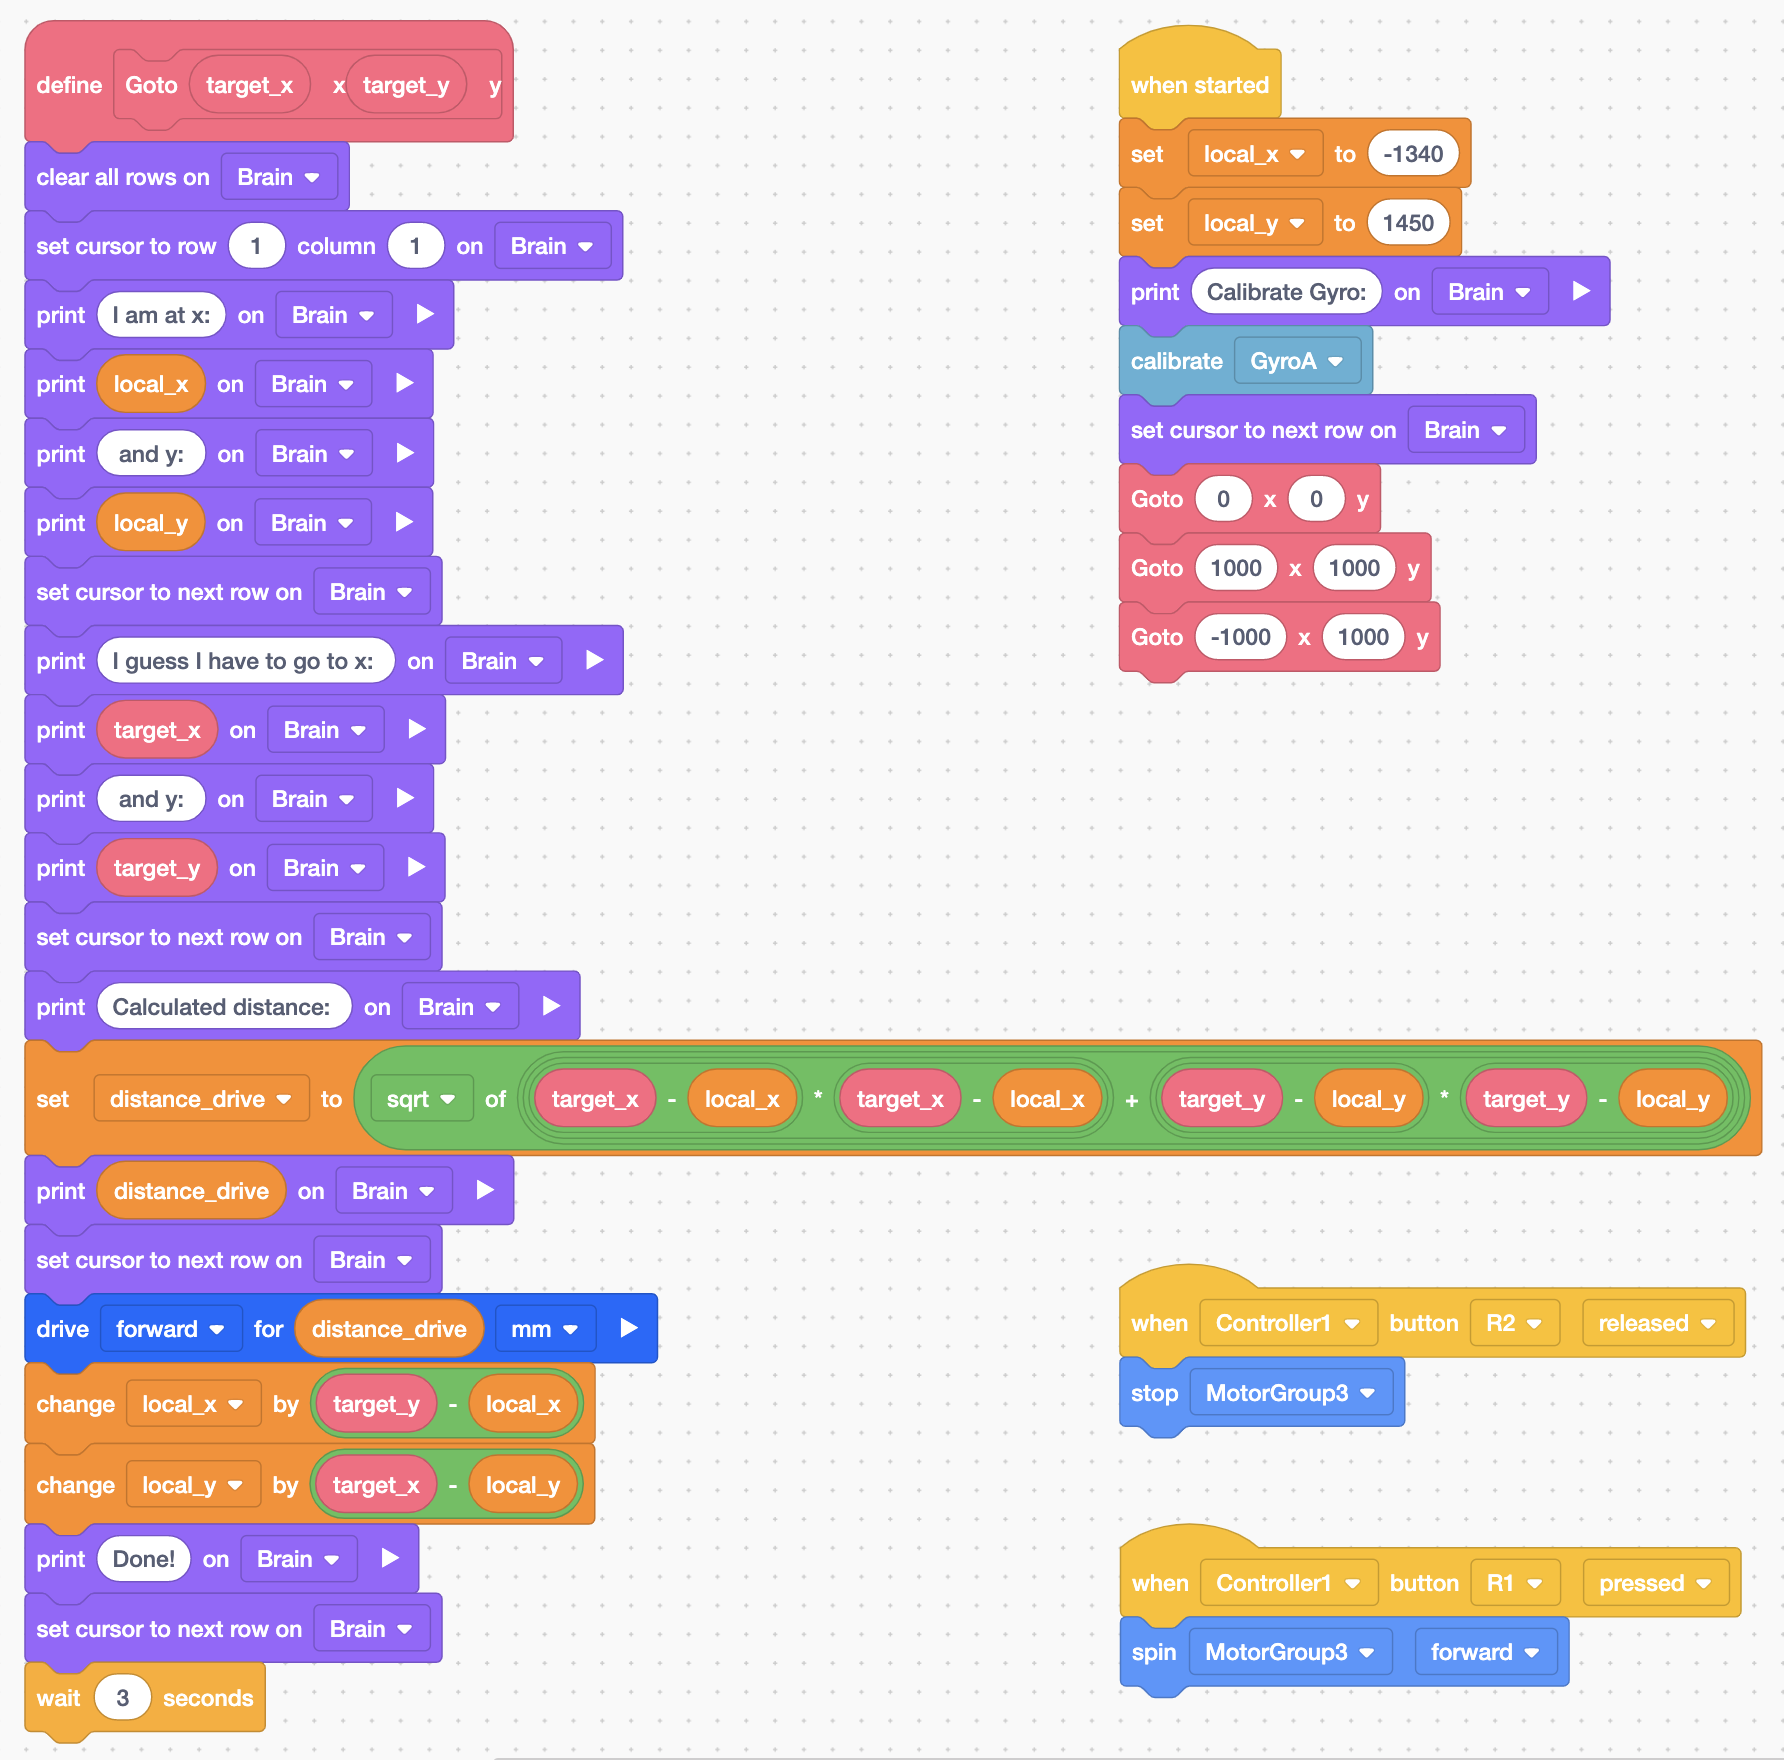 define Goto target_x x target_y y
clear all rows on Brain
set cursor to row 1 column 1 on Brain
print I am at x: on Brain
print local_x on Brain
print and y: on Brain
print local_y on Brain
set cursor to next row on Brain
print I guess I have to go to x: on Brain
print target_x on Brain
print and y: on Brain
print target_y on Brain
set cursor to next row on Brain
print Calculated distance: on Brain
set distance_drive to sqrt of target_x - local_x * target_x - local_x + target_y - local_y * target_y - local_y
print distance_drive on Brain
set cursor to next row on Brain
drive forward for distance_drive mm
change local_x by target_y - local_x
change local_y by target_x - local_y
print Done! on Brain
set cursor to next row on Brain
wait 3 seconds
when started
set local_x to -1340
set local_y to 1450
print Calibrate Gyro: on Brain
calibrate GyroA
set cursor to next row on Brain
Goto 0 x 0 y
Goto 1000 x 1000 y
Goto -1000 x 1000 y
when Controller1 button R2 released
stop MotorGroup3
when Controller1 button R1 pressed
spin MotorGroup3 forward